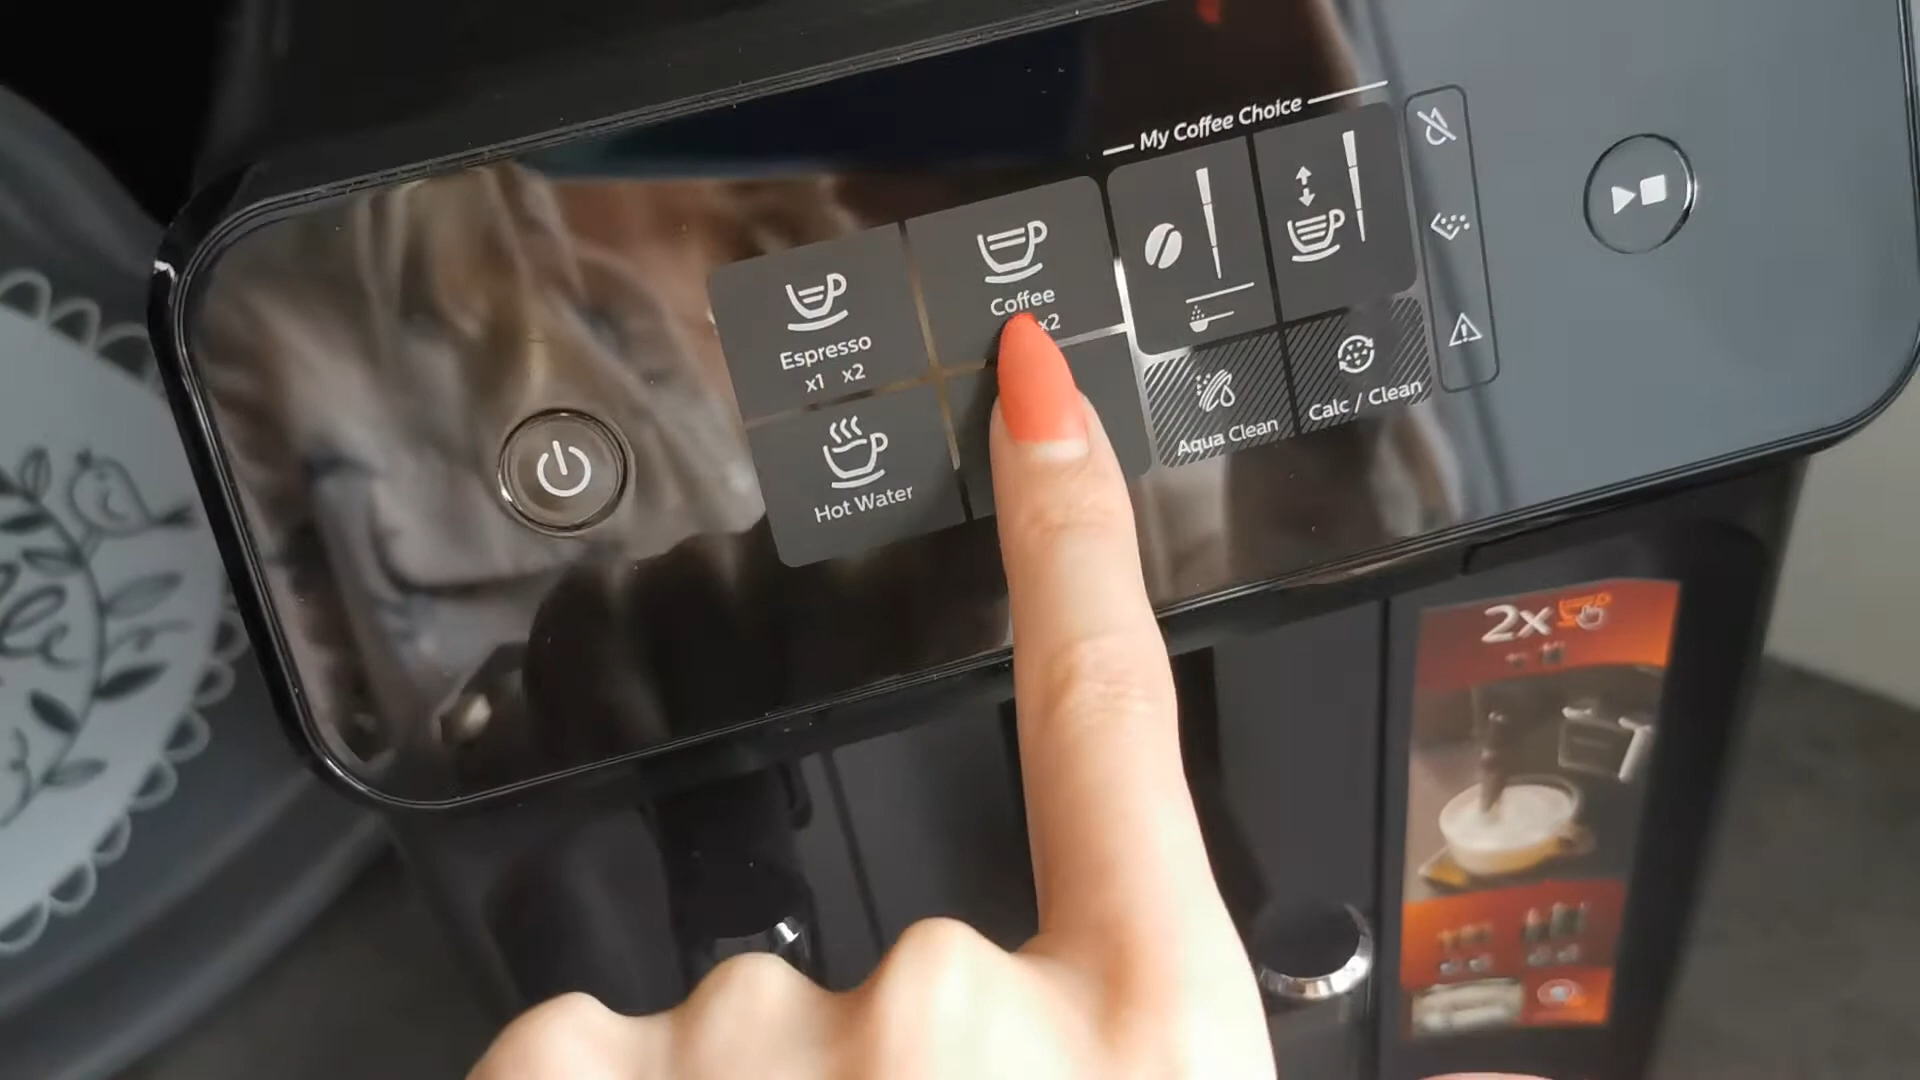 My Coffee Choice
Coffee
x2
Espresso
x1 x2
Hot Water
Aqua Clean
Calc / Clean
2x